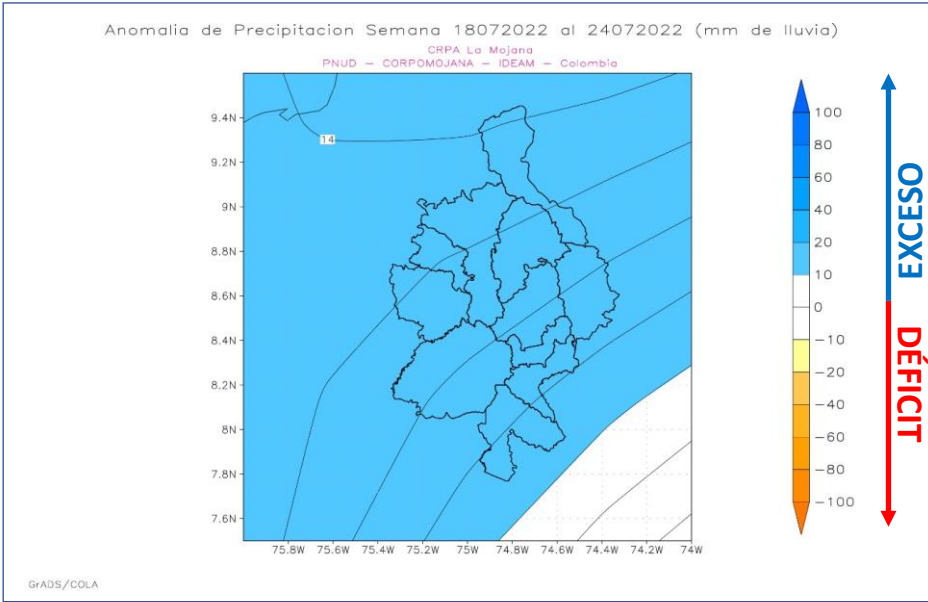 Anomalia de Precipitacion Semana 18072022 al 24072022 (mm de lluvia)
CRPA La Mojana
PNUD – CORPOMOJANA – IDEAM – Colombia
9.4N
9.2N
9N
8.8N
8.6N
8.4N
8.2N
8N
7.8N
7.6N
14
75.8W 75.6W 75.4W 75.2W 75W 74.8W 74.6W 74.4W 74.2W 74W
100
80
60
40
20
10
0
−10
−20
−40
−60
−80
−100
EXCESO
DÉFICIT
GrADS/COLA